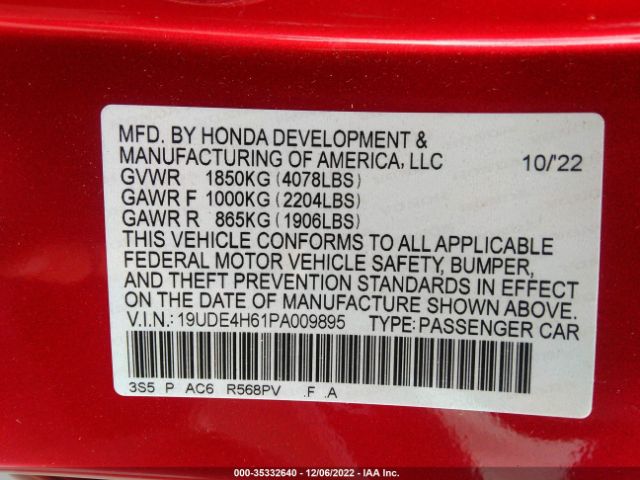 MFD. BY HONDA DEVELOPMENT &
MANUFACTURING OF AMERICA, LLC 10/'22
GVWR 1850KG (4078LBS)
GAWR F 1000KG (2204LBS)
GAWR R 865KG (1906LBS)
THIS VEHICLE CONFORMS TO ALL APPLICABLE
FEDERAL MOTOR VEHICLE SAFETY, BUMPER,
AND THEFT PREVENTION STANDARDS IN EFFECT
ON THE DATE OF MANUFACTURE SHOWN ABOVE.
V.I.N.: 19UDE4H61PA009895 TYPE: PASSENGER CAR
3S5 P AC6 R568PV .F .A
000-35332640 - 12/06/2022 - IAAI.CA